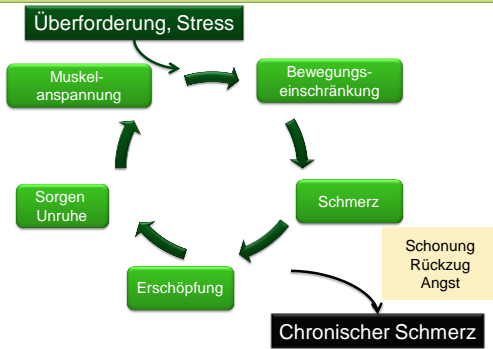 Überforderung, Stress
Muskel-
anspannung
Bewegungs-
einschränkung
Schmerz
Sorgen
Unruhe
Erschöpfung
Schonung
Rückzug
Angst
Chronischer Schmerz